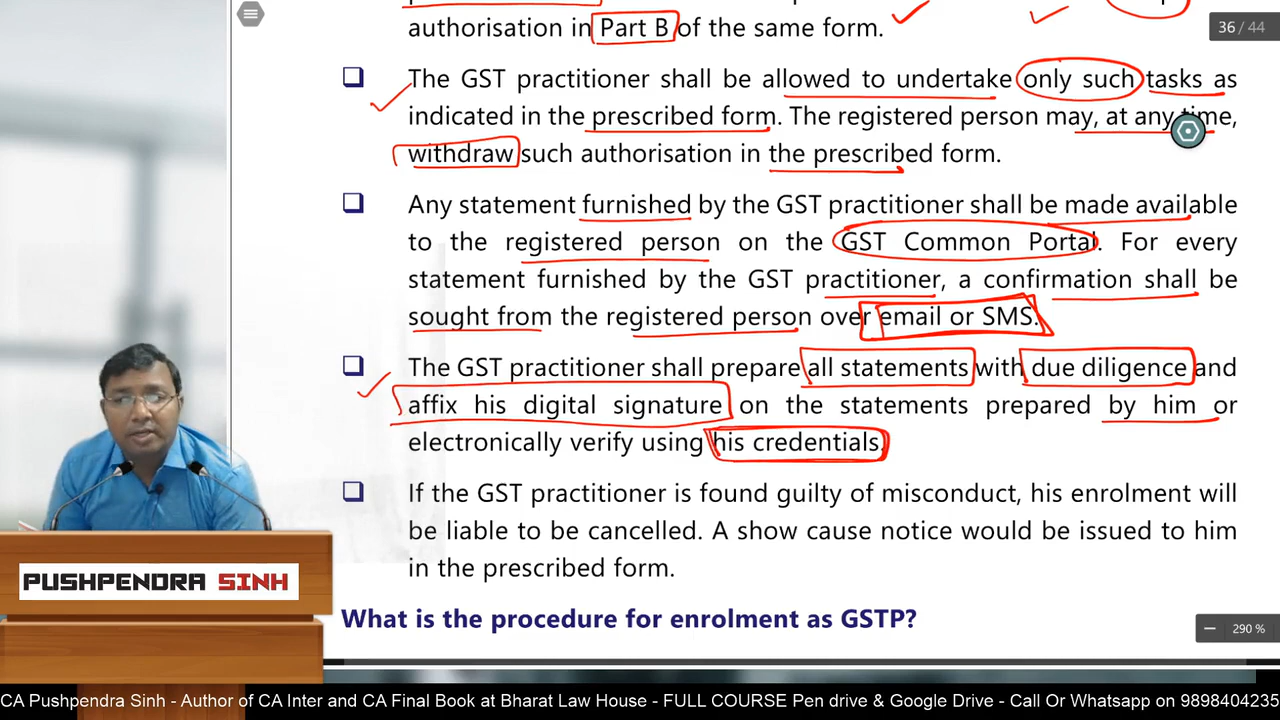 authorisation in Part B of the same form.
36 / 44
The GST practitioner shall be allowed to undertake only such tasks as
indicated in the prescribed form. The registered person may, at any time,
withdraw such authorisation in the prescribed form.
Any statement furnished by the GST practitioner shall be made available
to the registered person on the GST Common Portal. For every
statement furnished by the GST practitioner, a confirmation shall be
sought from the registered person over email or SMS.
The GST practitioner shall prepare all statements with due diligence and
affix his digital signature on the statements prepared by him or
electronically verify using his credentials.
If the GST practitioner is found guilty of misconduct, his enrolment will
be liable to be cancelled. A show cause notice would be issued to him
in the prescribed form.
PUSHPENDRA SINH
What is the procedure for enrolment as GSTP?
290 %
CA Pushpendra Sinh - Author of CA Inter and CA Final Book at Bharat Law House - FULL COURSE Pen drive & Google Drive - Call Or Whatsapp on 9898404235